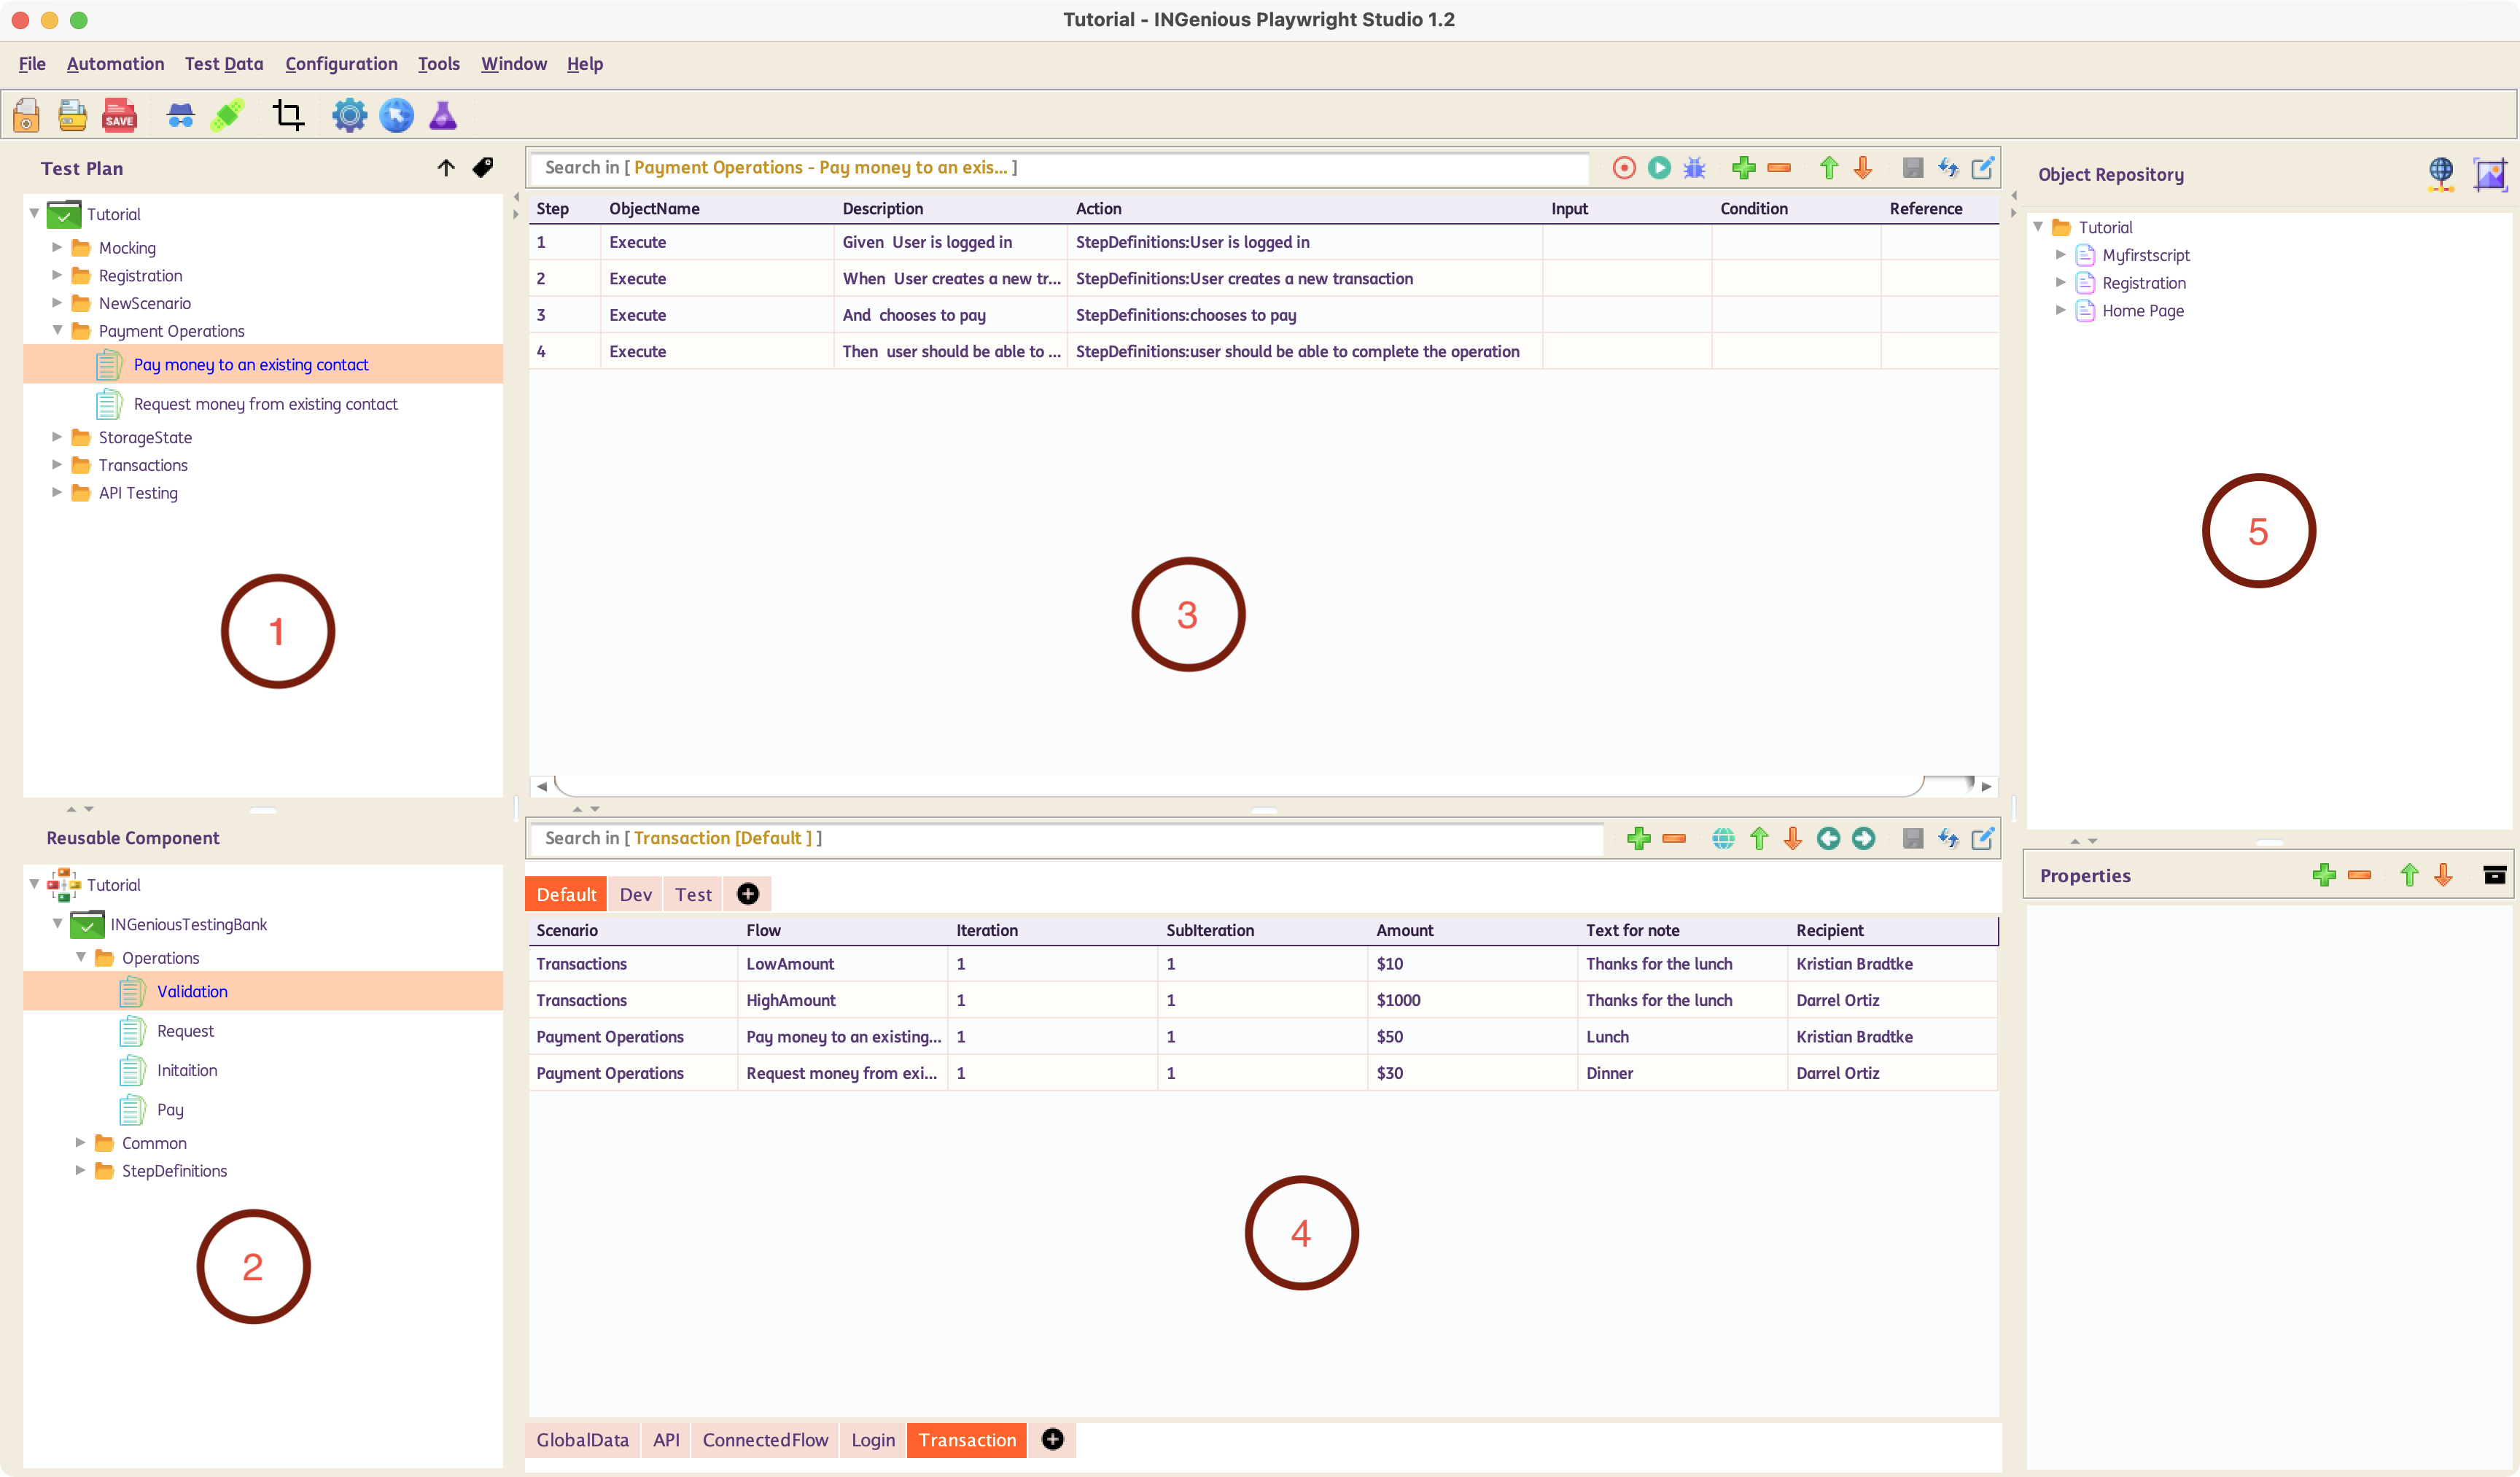 Tutorial - INGenious Playwright Studio 1.2
File Automation Test Data Configuration Tools Window Help
SAVE
Test Plan
Tutorial
Mocking
Registration
NewScenario
Payment Operations
Pay money to an existing contact
Request money from existing contact
StorageState
Transactions
API Testing
1
Reusable Component
Tutorial
INGeniousTestingBank
Operations
Validation
Request
Initaition
Pay
Common
StepDefinitions
2
Search in [ Payment Operations - Pay money to an exis... ]
Step ObjectName Description Action Input Condition Reference
1 Execute Given User is logged in StepDefinitions:User is logged in
2 Execute When User creates a new tr... StepDefinitions:User creates a new transaction
3 Execute And chooses to pay StepDefinitions:chooses to pay
4 Execute Then user should be able to ... StepDefinitions:user should be able to complete the operation
3
Search in [ Transaction [Default ] ]
Default Dev Test
Scenario Flow Iteration SubIteration Amount Text for note Recipient
Transactions LowAmount 1 1 $10 Thanks for the lunch Kristian Bradtke
Transactions HighAmount 1 1 $1000 Thanks for the lunch Darrel Ortiz
Payment Operations Pay money to an existing... 1 1 $50 Lunch Kristian Bradtke
Payment Operations Request money from exi... 1 1 $30 Dinner Darrel Ortiz
4
GlobalData API ConnectedFlow Login Transaction
Object Repository
Tutorial
Myfirstscript
Registration
Home Page
5
Properties